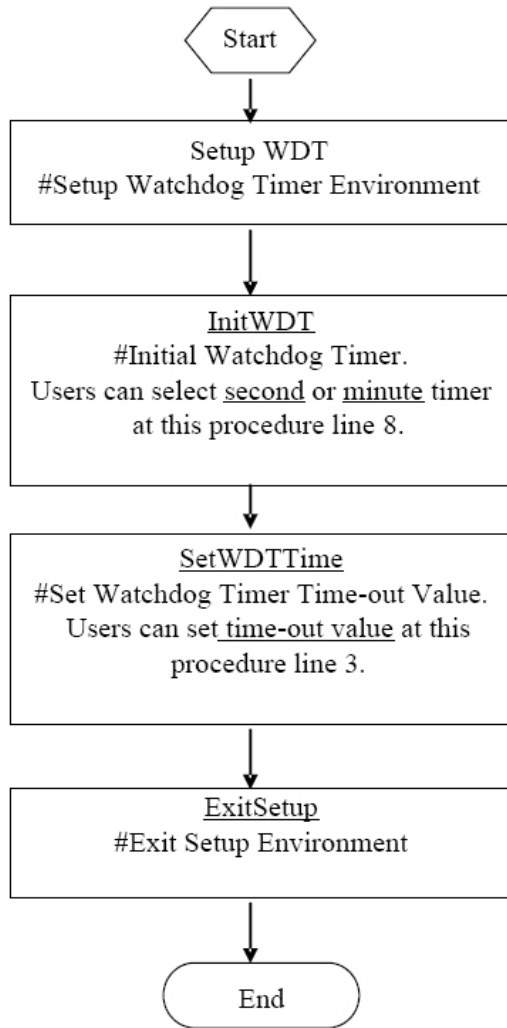 Start
Setup WDT
#Setup Watchdog Timer Environment
InitWDT
#Initial Watchdog Timer.
Users can select second or minute timer
at this procedure line 8.
SetWDTTime
#Set Watchdog Timer Time-out Value.
Users can set time-out value at this
procedure line 3.
ExitSetup
#Exit Setup Environment
End